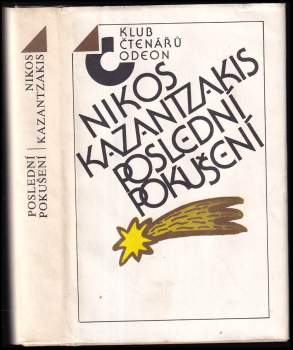 KLUB
ČTENÁŘŮ
ODEON
NIKOS
KAZANTZAKIS
POSLEDNÍ
POKUŠENÍ
NIKOS
KAZANTZAKIS
POSLEDNÍ
POKUŠENÍ